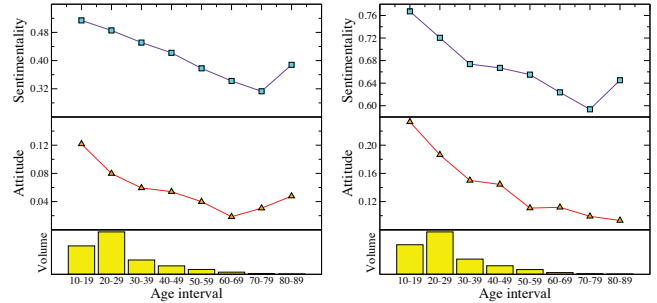 Sentimentality
0.48
0.40
0.32
Attitude
0.12
0.08
0.04
Volume
10-19 20-29 30-39 40-49 50-59 60-69 70-79 80-89
Age interval
Sentimentality
0.76
0.72
0.68
0.64
0.60
Attitude
0.20
0.16
0.12
Volume
10-19 20-29 30-39 40-49 50-59 60-69 70-79 80-89
Age interval